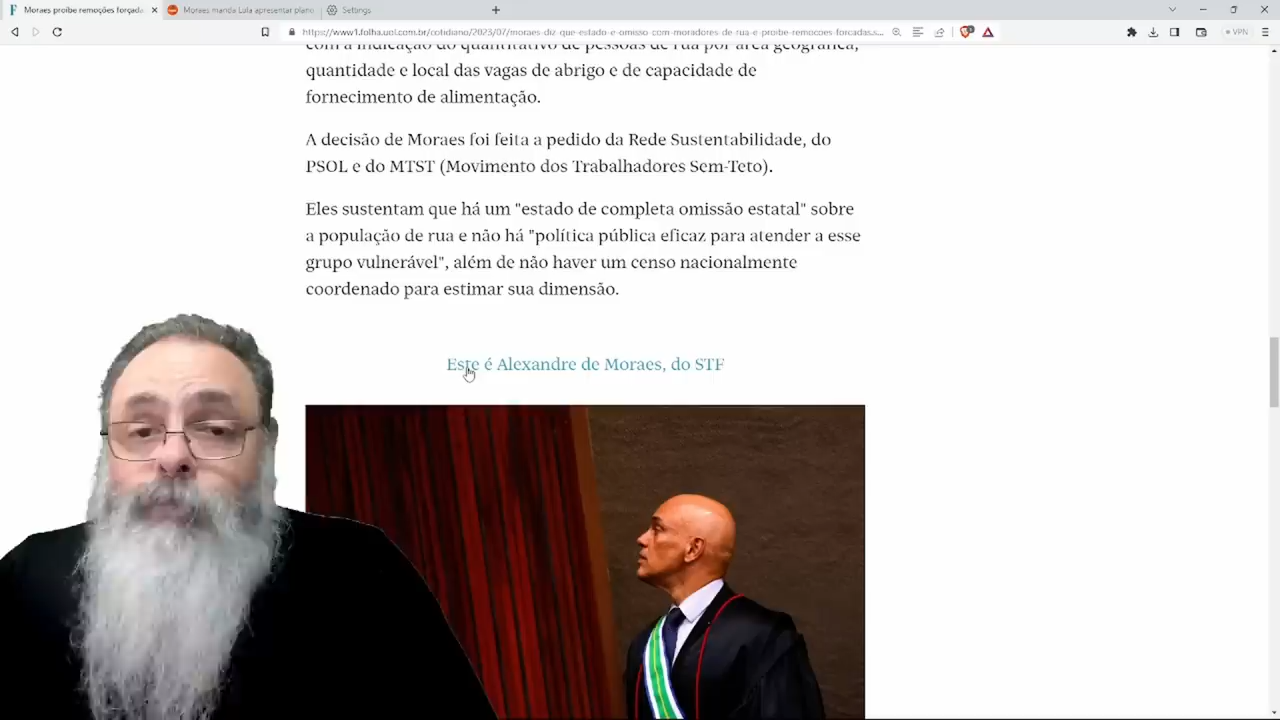 Moraes proíbe remoções forçada
Moraes manda Lula apresentar plano
Settings
https://www1.folha.uol.com.br/cotidiano/2023/07/moraes-diz-que-estado-e-omisso-com-moradores-de-rua-e-proibe-remocoes-forcadas.s...
VPN
com a indicação do quantitativo de pessoas de rua por área geográfica,
quantidade e local das vagas de abrigo e de capacidade de
fornecimento de alimentação.
A decisão de Moraes foi feita a pedido da Rede Sustentabilidade, do
PSOL e do MTST (Movimento dos Trabalhadores Sem-Teto).
Eles sustentam que há um "estado de completa omissão estatal" sobre
a população de rua e não há "política pública eficaz para atender a esse
grupo vulnerável", além de não haver um censo nacionalmente
coordenado para estimar sua dimensão.
Este é Alexandre de Moraes, do STF